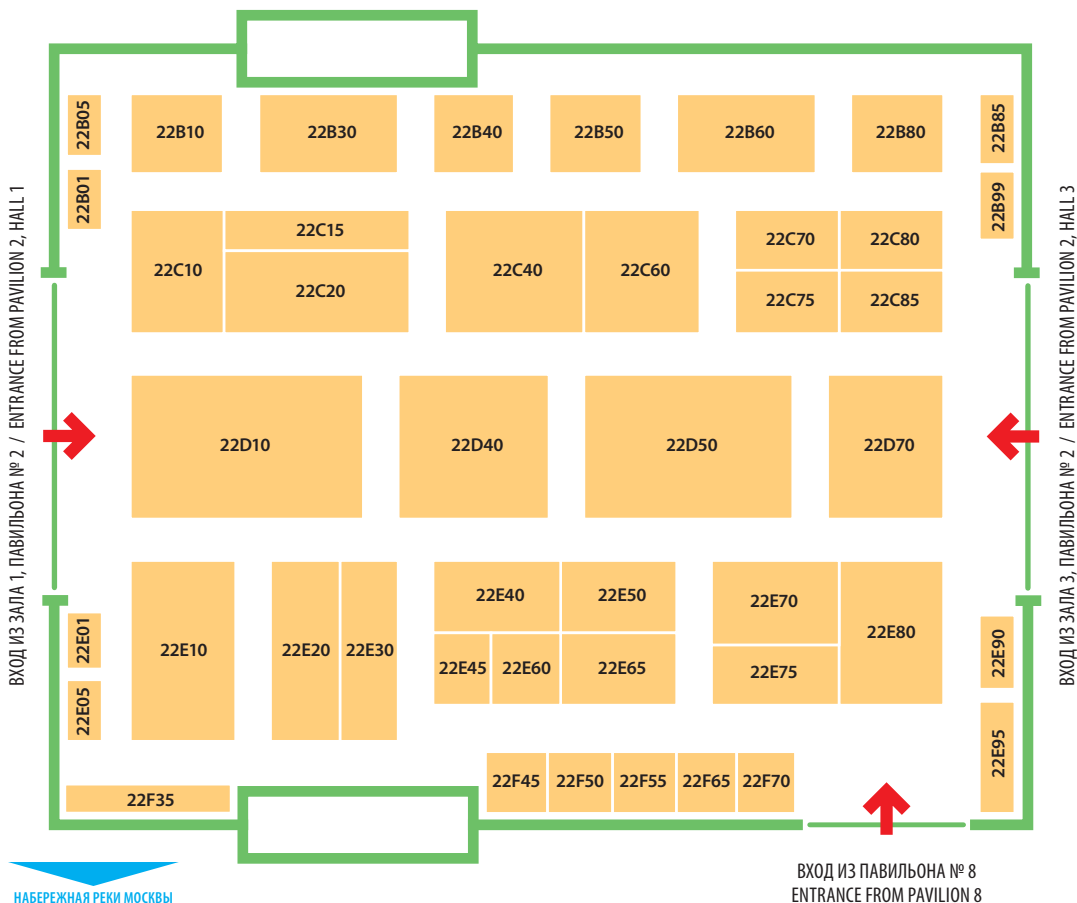 22B05
22B10
22B30
22B40
22B50
22B60
22B80
22B85
22B01
22B99
22C10
22C15
22C20
22C40
22C60
22C70
22C80
22C75
22C85
ВХОД ИЗ ЗАЛА 1, ПАВИЛЬОНА № 2 / ENTRANCE FROM PAVILION 2, HALL 1
ВХОД ИЗ ЗАЛА 3, ПАВИЛЬОНА № 2 / ENTRANCE FROM PAVILION 2, HALL 3
22D10
22D40
22D50
22D70
22E01
22E05
22E10
22E20
22E30
22E40
22E50
22E45
22E60
22E65
22E70
22E75
22E80
22E90
22E95
22F35
22F45
22F50
22F55
22F65
22F70
НАБЕРЕЖНАЯ РЕКИ МОСКВЫ
ВХОД ИЗ ПАВИЛЬОНА № 8
ENTRANCE FROM PAVILION 8